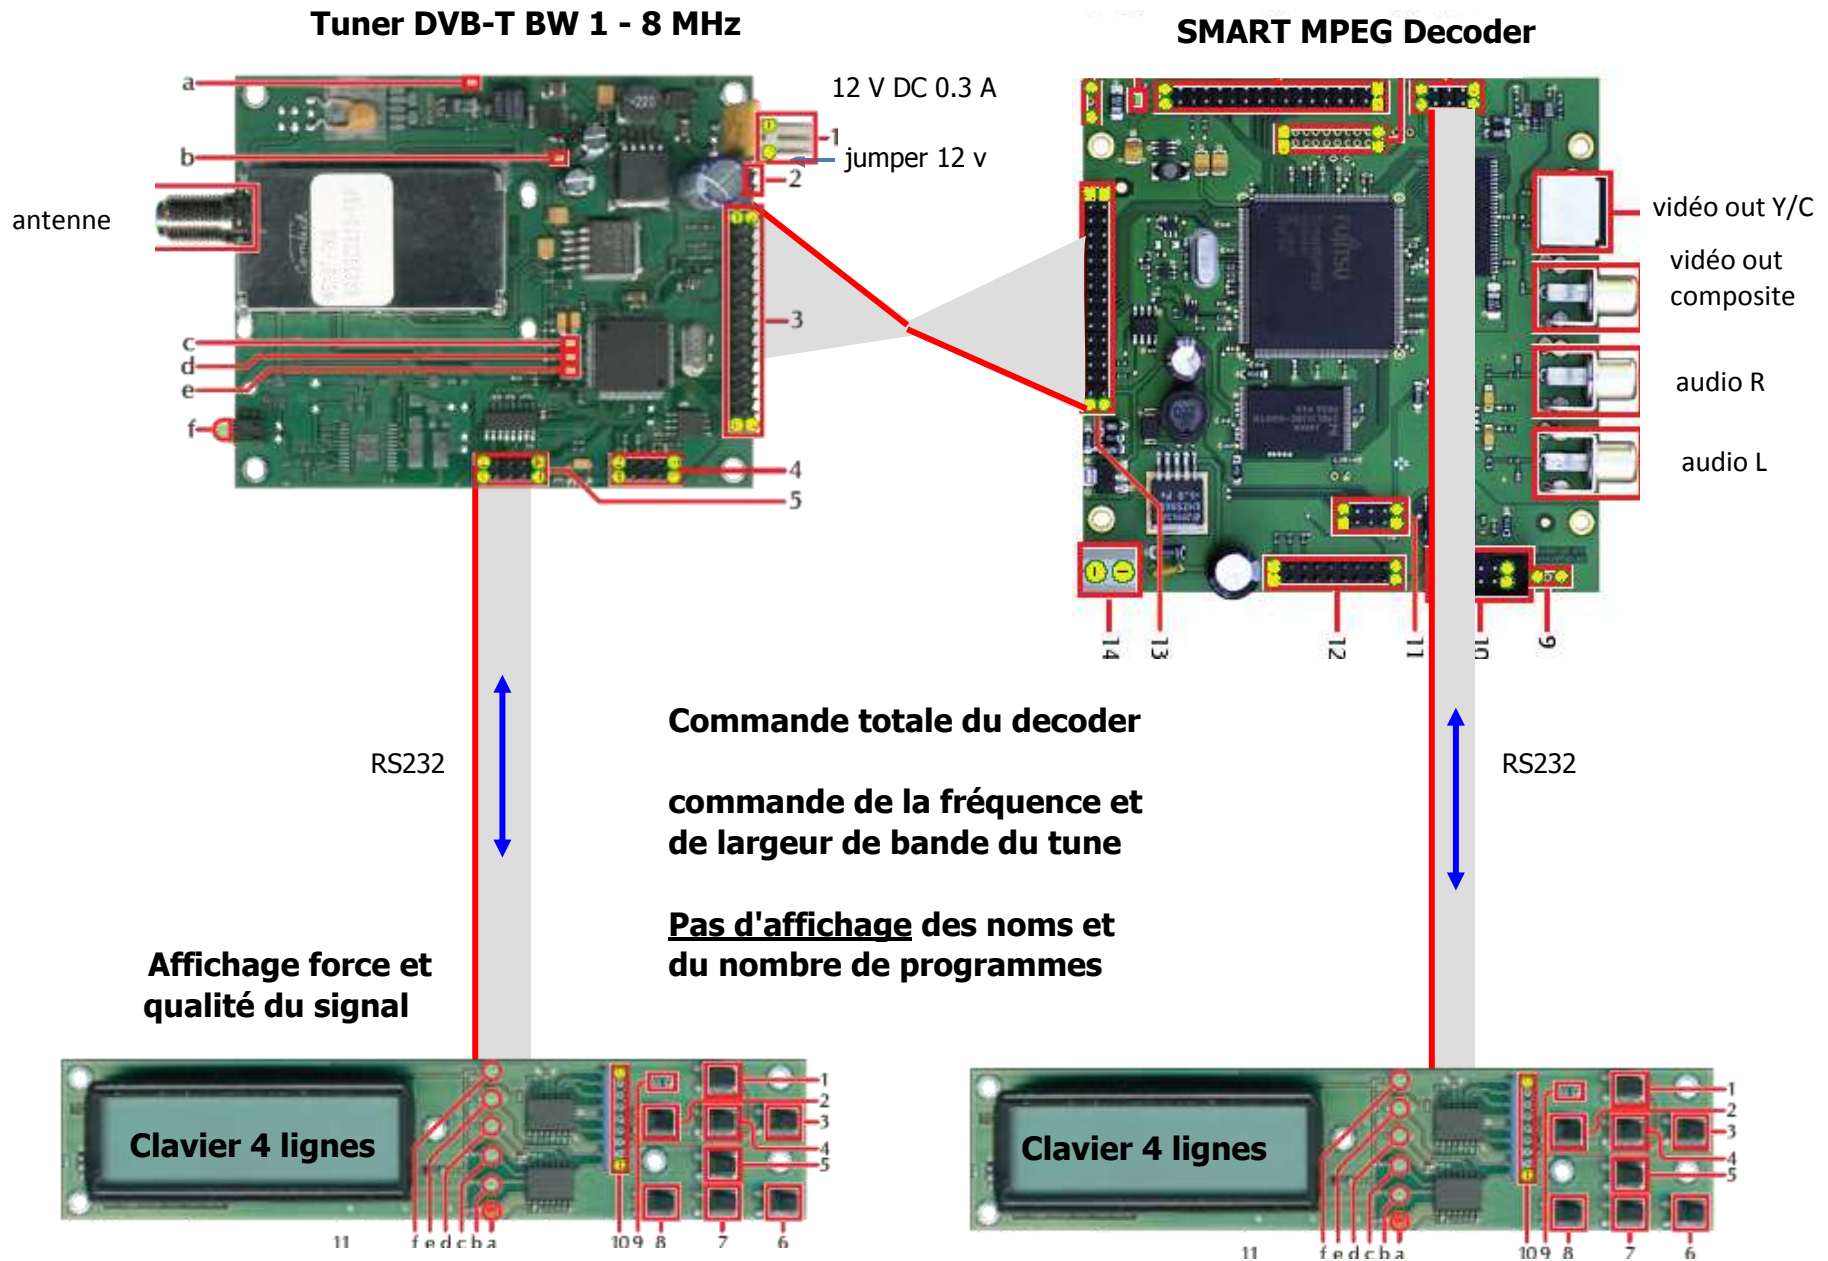 Tuner DVB-T BW 1 - 8 MHz
SMART MPEG Decoder
a
12 V DC 0.3 A
1
b
jumper 12 v
2
antenne
vidéo out Y/C
FUJITSU
vidéo out
composite
3
c
d
e
audio R
f
audio L
4
5
14
13
12
11
10
9
Commande totale du decoder
RS232
RS232
commande de la fréquence et
de largeur de bande du tune
Pas d'affichage des noms et
du nombre de programmes
Affichage force et
qualité du signal
1
2
3
4
5
Clavier 4 lignes
11
f e d c b a
10 9 8
7
6
1
2
3
4
5
Clavier 4 lignes
11
f e d c b a
10 9 8
7
6